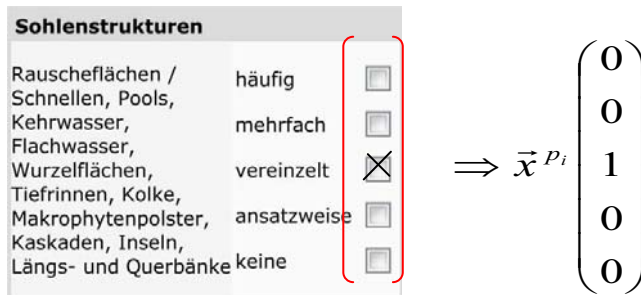 Sohlenstrukturen
Rauscheflächen /
Schnellen, Pools,
Kehrwasser,
Flachwasser,
Wurzelflächen,
Tiefrinnen, Kolke,
Makrophytenpolster,
Kaskaden, Inseln,
Längs- und Querbänke
häufig
mehrfach
vereinzelt
ansatzweise
keine
⇒ x⃗ ᵖⁱ
0
0
1
0
0